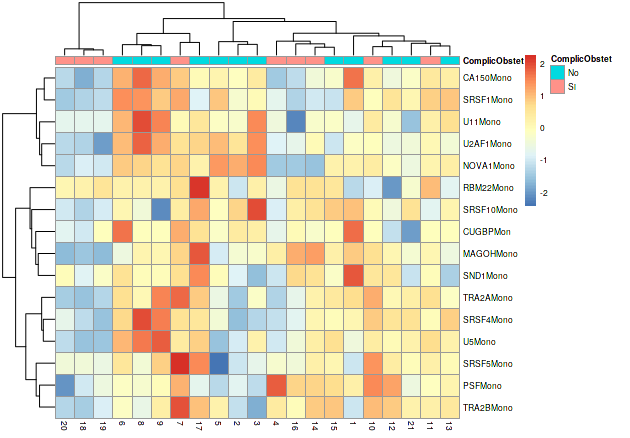 ComplicObstet
CA150Mono
SRSF1Mono
U11Mono
U2AF1Mono
NOVA1Mono
RBM22Mono
SRSF10Mono
CUGBPMon
MAGOHMono
SND1Mono
TRA2AMono
SRSF4Mono
U5Mono
SRSF5Mono
PSFMono
TRA2BMono
20 18 19 6 8 9 7 17 5 2 3 4 16 14 15 1 10 12 21 11 13
2
1
0
-1
-2
ComplicObstet
No
SI